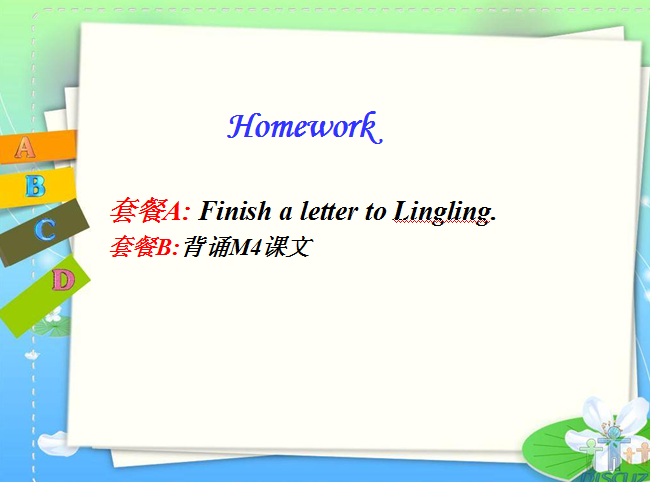 Homework
A
B
C
D
套餐A: Finish a letter to Lingling.
套餐B:背诵M4课文